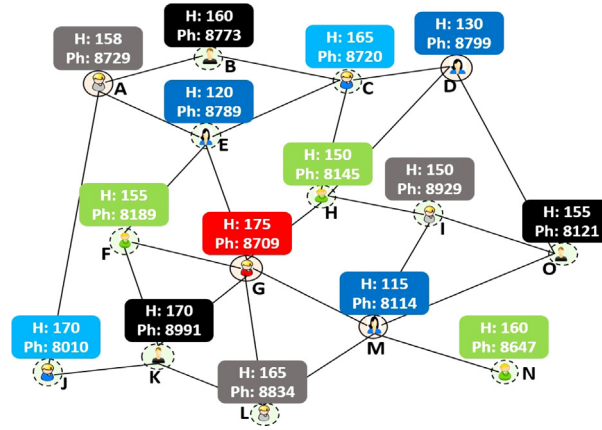 H: 158
Ph: 8729
A
H: 160
Ph: 8773
B
H: 165
Ph: 8720
C
H: 130
Ph: 8799
D
H: 120
Ph: 8789
E
H: 155
Ph: 8189
F
H: 175
Ph: 8709
G
H: 150
Ph: 8145
H
H: 150
Ph: 8929
I
H: 155
Ph: 8121
O
H: 170
Ph: 8010
J
H: 170
Ph: 8991
K
H: 165
Ph: 8834
L
H: 115
Ph: 8114
M
H: 160
Ph: 8647
N